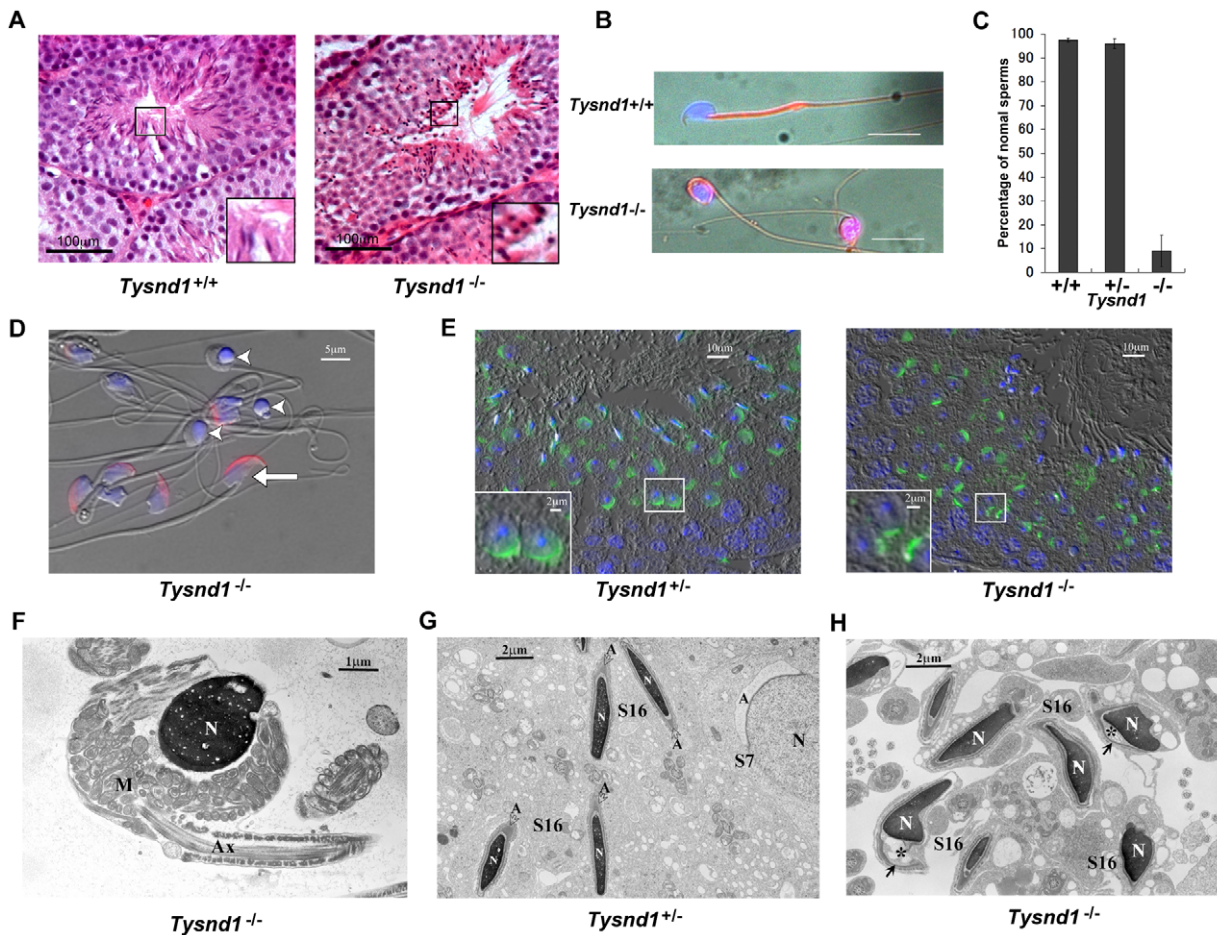 A
100µm
100µm
Tysnd1+/+
Tysnd1 -/-
B
Tysnd1+/+
Tysnd1-/-
C
Percentage of nomal sperms
100
90
80
70
60
50
40
30
20
10
0
+/+
+/-
-/-
Tysnd1
D
5µm
Tysnd1 -/-
E
10µm
2µm
Tysnd1+/-
10µm
2µm
Tysnd1 -/-
F
1µm
N
M
Ax
Tysnd1 -/-
G
2µm
A
N
N
S16
A
A
S7
N
A
A
S16
N
N
Tysnd1+/-
H
2µm
S16
N
N
*
N
N
*
S16
S16
N
Tysnd1 -/-